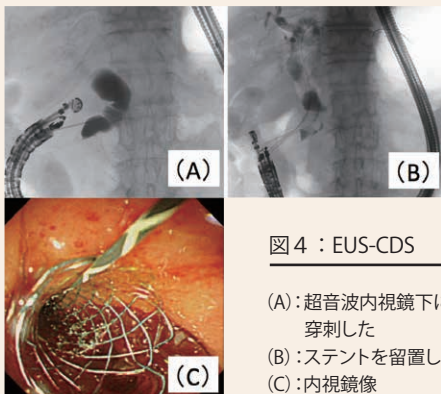 (A)
(B)
(C)
図4：EUS-CDS
(A)：超音波内視鏡下に
穿刺した
(B)：ステントを留置し
(C)：内視鏡像